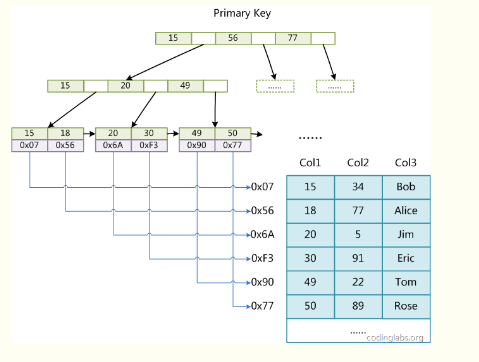 Primary Key
15 56 77
15 20 49
...... ......
15 18 20 30 49 50
0x07 0x56 0x6A 0xF3 0x90 0x77
......
Col1 Col2 Col3
0x07 15 34 Bob
0x56 18 77 Alice
0x6A 20 5 Jim
0xF3 30 91 Eric
0x90 49 22 Tom
0x77 50 89 Rose
......
codinglabs.org